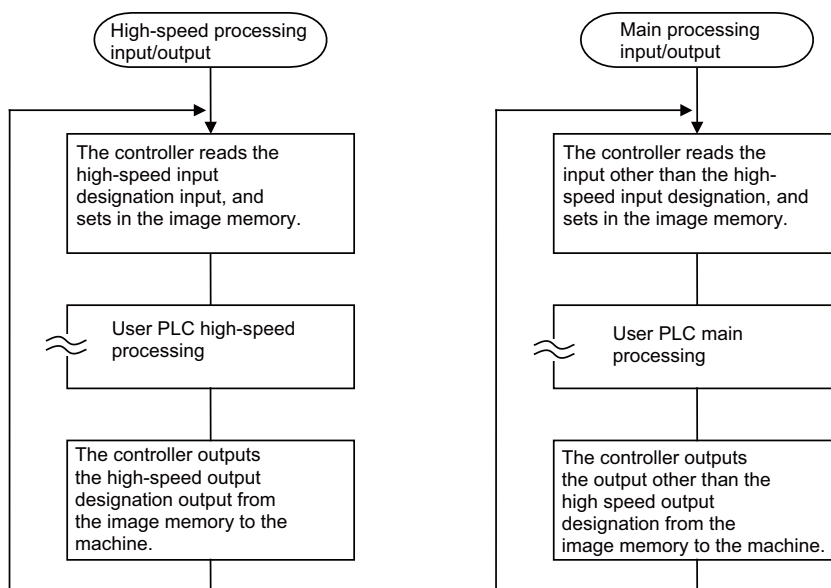 High-speed processing
input/output
The controller reads the
high-speed input
designation input, and
sets in the image memory.
User PLC high-speed
processing
The controller outputs
the high-speed output
designation output from
the image memory to the
machine.
Main processing
input/output
The controller reads the
input other than the high-
speed input designation, and
sets in the image memory.
User PLC main
processing
The controller outputs
the output other than the
high speed output
designation from the
image memory to the machine.